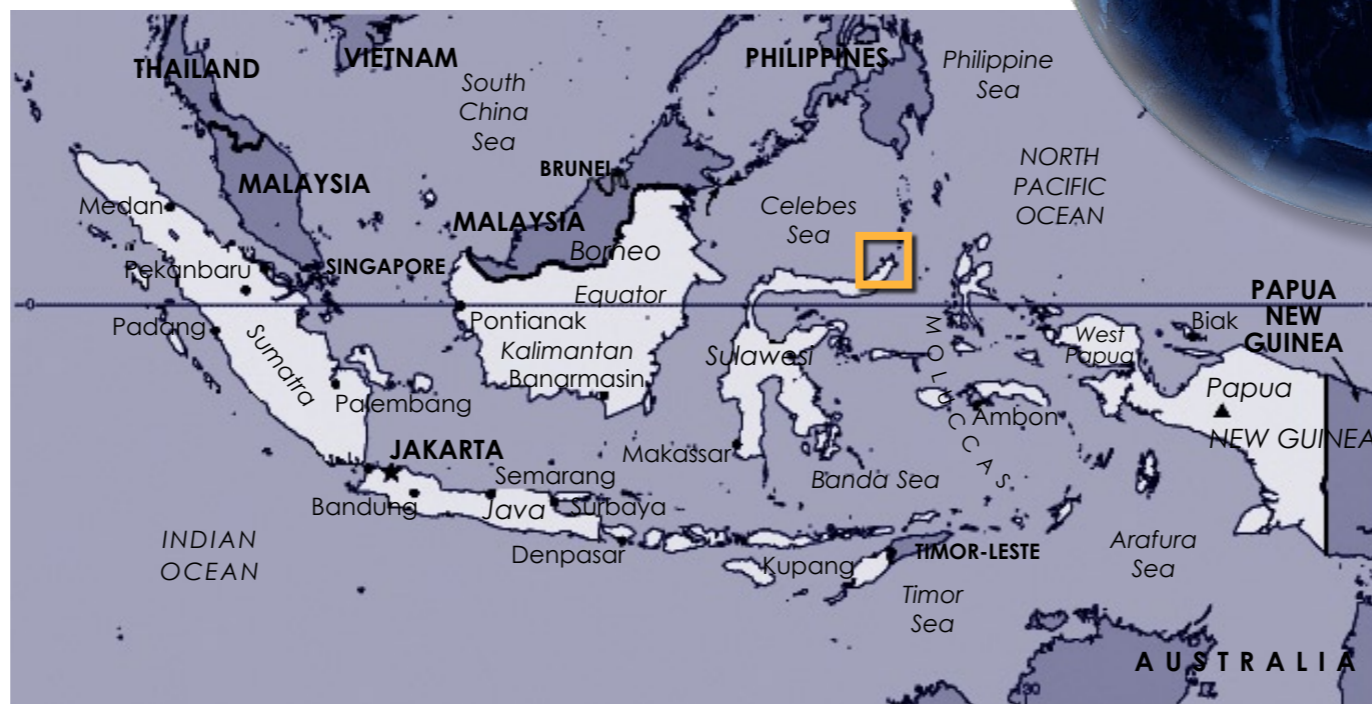 THAILAND
VIETNAM
PHILIPPINES
Philippine
Sea
South
China
Sea
NORTH
PACIFIC
OCEAN
BRUNEI
MALAYSIA
MALAYSIA
Celebes
Sea
Medan
Borneo
Pekanbaru
SINGAPORE
Equator
0
PAPUA
NEW
GUINEA
Padang
Pontianak
Biak
Sumatra
Kalimantan
Sulawesi
MOLUCCAS
West
Papua
Banarmasin
Papua
Palembang
Ambon
NEW GUINEA
JAKARTA
Makassar
Semarang
Banda Sea
Bandung
Java
Surbaya
INDIAN
OCEAN
Denpasar
Kupang
TIMOR-LESTE
Arafura
Sea
Timor
Sea
AUSTRALIA